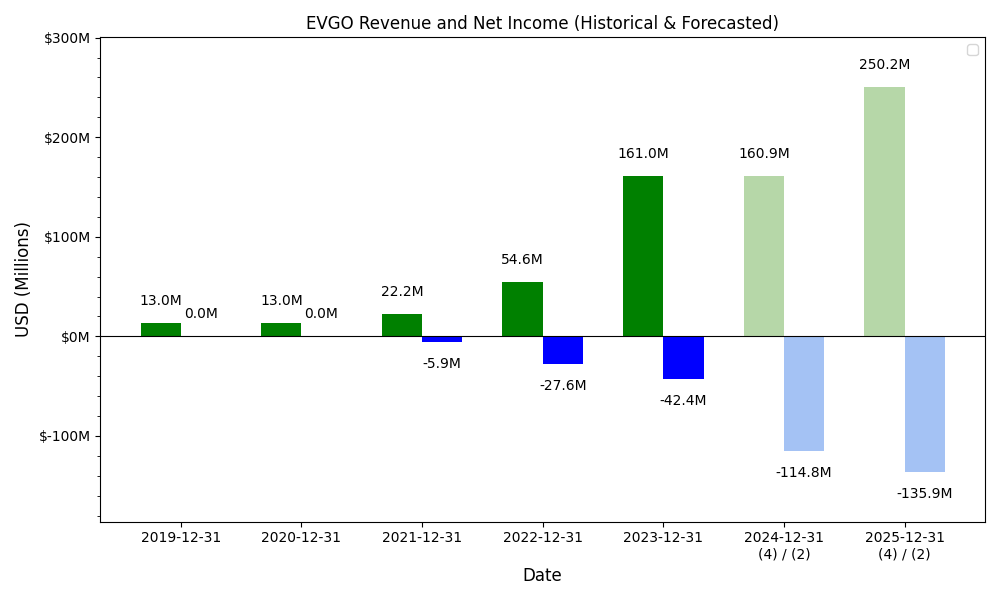 EVGO Revenue and Net Income (Historical & Forecasted)
$300M
$200M
$100M
$0M
$-100M
USD (Millions)
13.0M
0.0M
13.0M
0.0M
22.2M
-5.9M
54.6M
-27.6M
161.0M
-42.4M
160.9M
-114.8M
250.2M
-135.9M
2019-12-31
2020-12-31
2021-12-31
2022-12-31
2023-12-31
2024-12-31
(4) / (2)
2025-12-31
(4) / (2)
Date